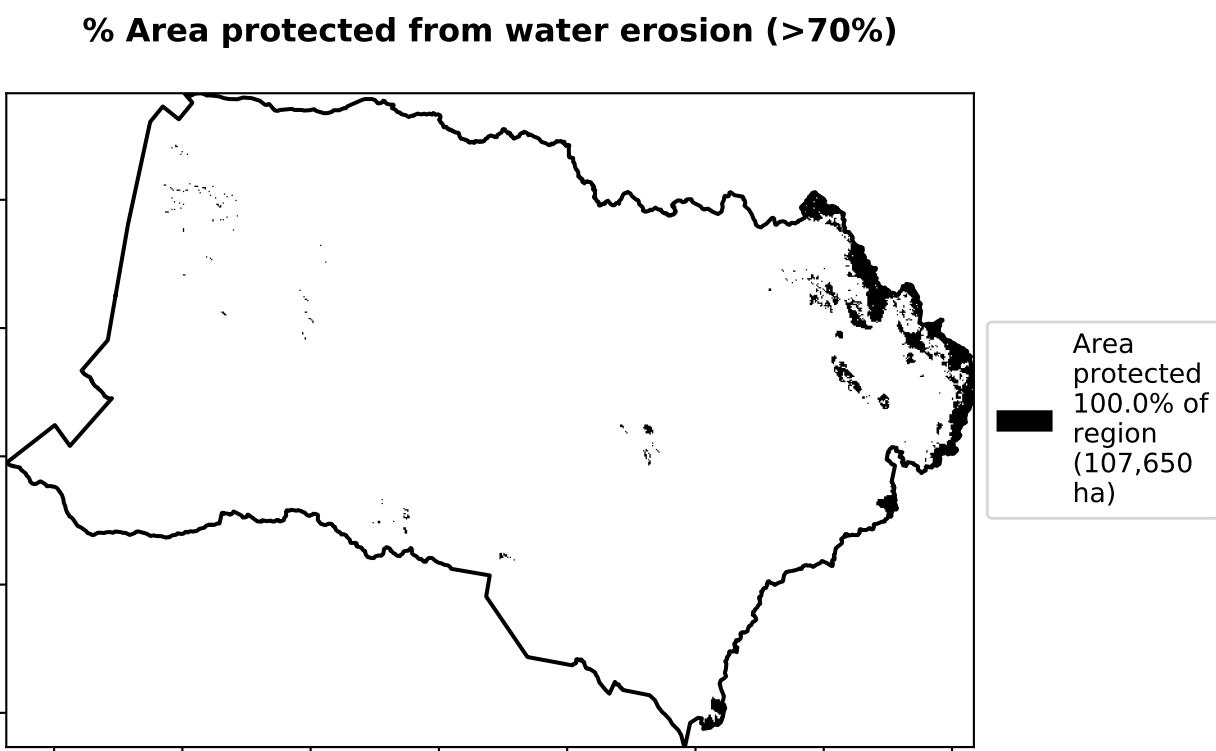 % Area protected from water erosion (>70%)
Area
protected
100.0% of
region
(107,650
ha)